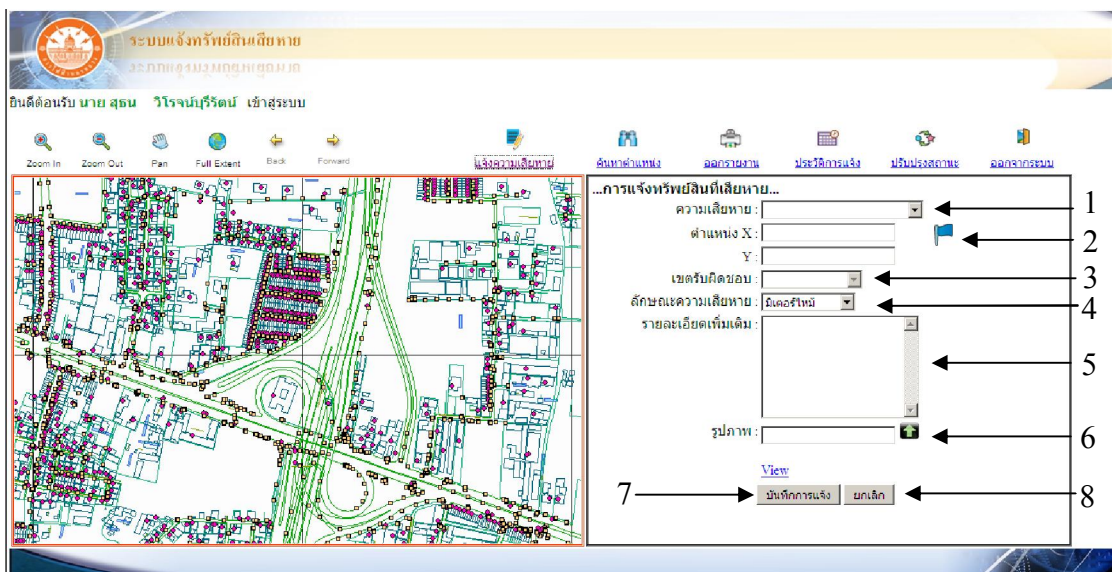 ระบบแจ้งทรัพย์สินเสียหาย
ยินดีต้อนรับ นาย สุธน วิโรจน์บุรีรัตน์ เข้าสู่ระบบ
Zoom In Zoom Out Pan Full Extent Back Forward แจ้งความเสียหาย ค้นหาตำแหน่ง ออกรายงาน ประวัติการแจ้ง ปรับปรุงสถานะ ออกจากระบบ
...การแจ้งทรัพย์สินที่เสียหาย...
ความเสียหาย : 1
ตำแหน่ง X : 2
Y :
เขตรับผิดชอบ : 3
ลักษณะความเสียหาย : มิเตอร์ไหม้ 4
รายละเอียดเพิ่มเติม : 5
รูปภาพ : 6
View
7 บันทึกการแจ้ง ยกเลิก 8